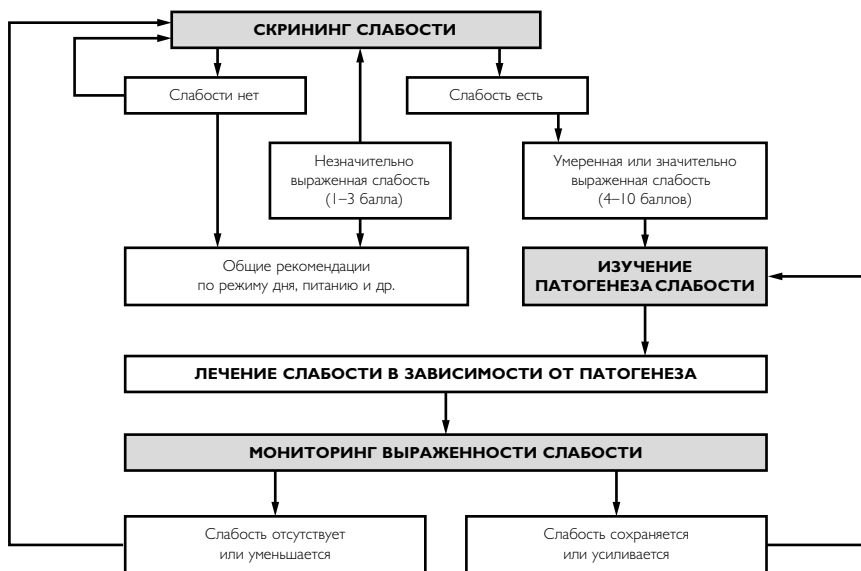 СКРИНИНГ СЛАБОСТИ
Слабости нет
Слабость есть
Незначительно
выраженная слабость
(1–3 балла)
Умеренная или значительно
выраженная слабость
(4–10 баллов)
Общие рекомендации
по режиму дня, питанию и др.
ИЗУЧЕНИЕ
ПАТОГЕНЕЗА СЛАБОСТИ
ЛЕЧЕНИЕ СЛАБОСТИ В ЗАВИСИМОСТИ ОТ ПАТОГЕНЕЗА
МОНИТОРИНГ ВЫРАЖЕННОСТИ СЛАБОСТИ
Слабость отсутствует
или уменьшается
Слабость сохраняется
или усиливается